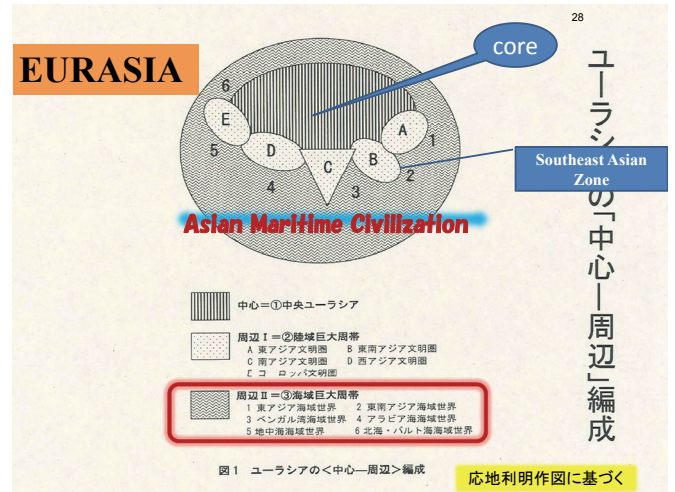 28
EURASIA
core
ユーラシ の「中心―周辺」編成
6
E
A
1
5
D
B
C
2
4
3
Southeast Asian
Zone
Asian Maritime Civilization
中心=①中央ユーラシア
周辺Ⅰ=②陸域巨大周帯
A 東アジア文明圏 B 東南アジア文明圏
C 南アジア文明圏 D 西アジア文明圏
ロッパ文明圏
周辺Ⅱ=③海域巨大周帯
1 東アジア海域世界 2 東南アジア海域世界
3 ベンガル湾海域世界 4 アラビア海海域世界
5 地中海海域世界 6 北海・バルト海海域世界
図1 ユーラシアの<中心―周辺>編成
応地利明作図に基づく